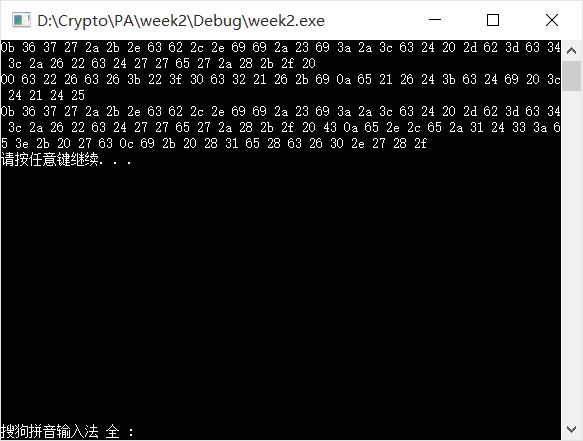 D:\Crypto\PA\week2\Debug\week2.exe
0b 36 37 27 2a 2b 2e 63 62 2c 2e 69 69 2a 23 69 3a 2a 3c 63 24 20 2d 62 3d 63 34
3c 2a 26 22 63 24 27 27 65 27 2a 28 2b 2f 20
00 63 22 26 63 26 3b 22 3f 30 63 32 21 26 2b 69 0a 65 21 26 24 3b 63 24 69 20 3c
24 21 24 25
0b 36 37 27 2a 2b 2e 63 62 2c 2e 69 69 2a 23 69 3a 2a 3c 63 24 20 2d 62 3d 63 34
3c 2a 26 22 63 24 27 27 65 27 2a 28 2b 2f 20 43 0a 65 2e 2c 65 2a 31 24 33 3a 6
5 3e 2b 20 27 63 0c 69 2b 20 28 31 65 28 63 26 30 2e 27 28 2f
请按任意键继续. . .
搜狗拼音输入法 全 :